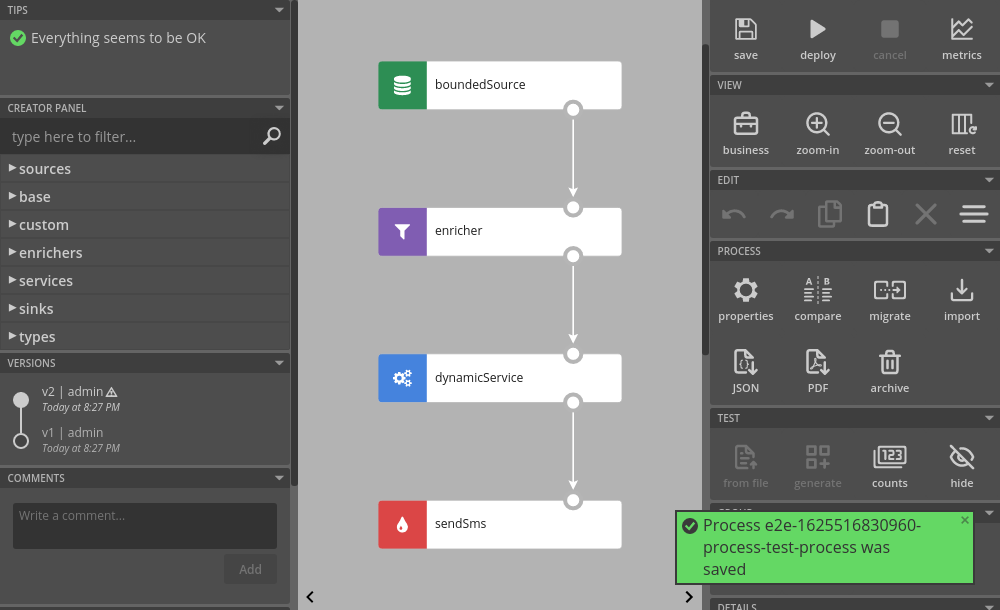 TIPS
Everything seems to be OK
CREATOR PANEL
type here to filter...
sources
base
custom
enrichers
services
sinks
types
VERSIONS
v2 | admin
Today at 8:27 PM
v1 | admin
Today at 8:27 PM
COMMENTS
Write a comment...
Add
boundedSource
enricher
dynamicService
sendSms
save
deploy
cancel
metrics
VIEW
business
zoom-in
zoom-out
reset
EDIT
PROCESS
properties
A B
compare
migrate
import
JSON
PDF
archive
TEST
from file
generate
123
counts
hide
Process e2e-1625516830960-
process-test-process was
saved
DETAILS